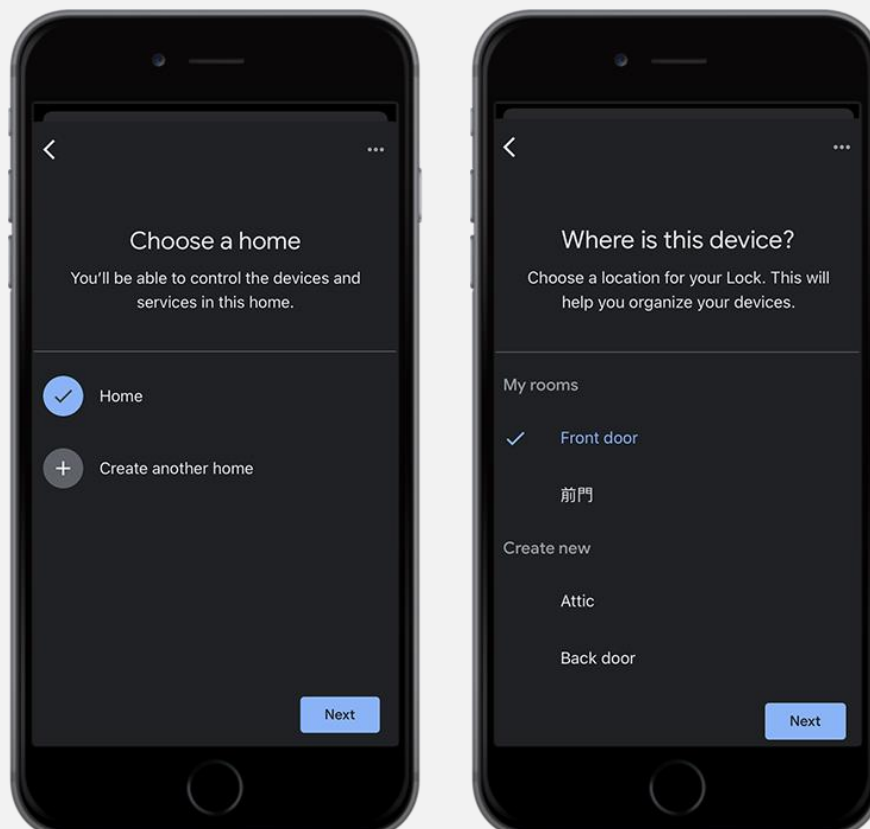 Choose a home
You'll be able to control the devices and
services in this home.
Home
Create another home
Next
Where is this device?
Choose a location for your Lock. This will
help you organize your devices.
My rooms
Front door
前門
Create new
Attic
Back door
Next